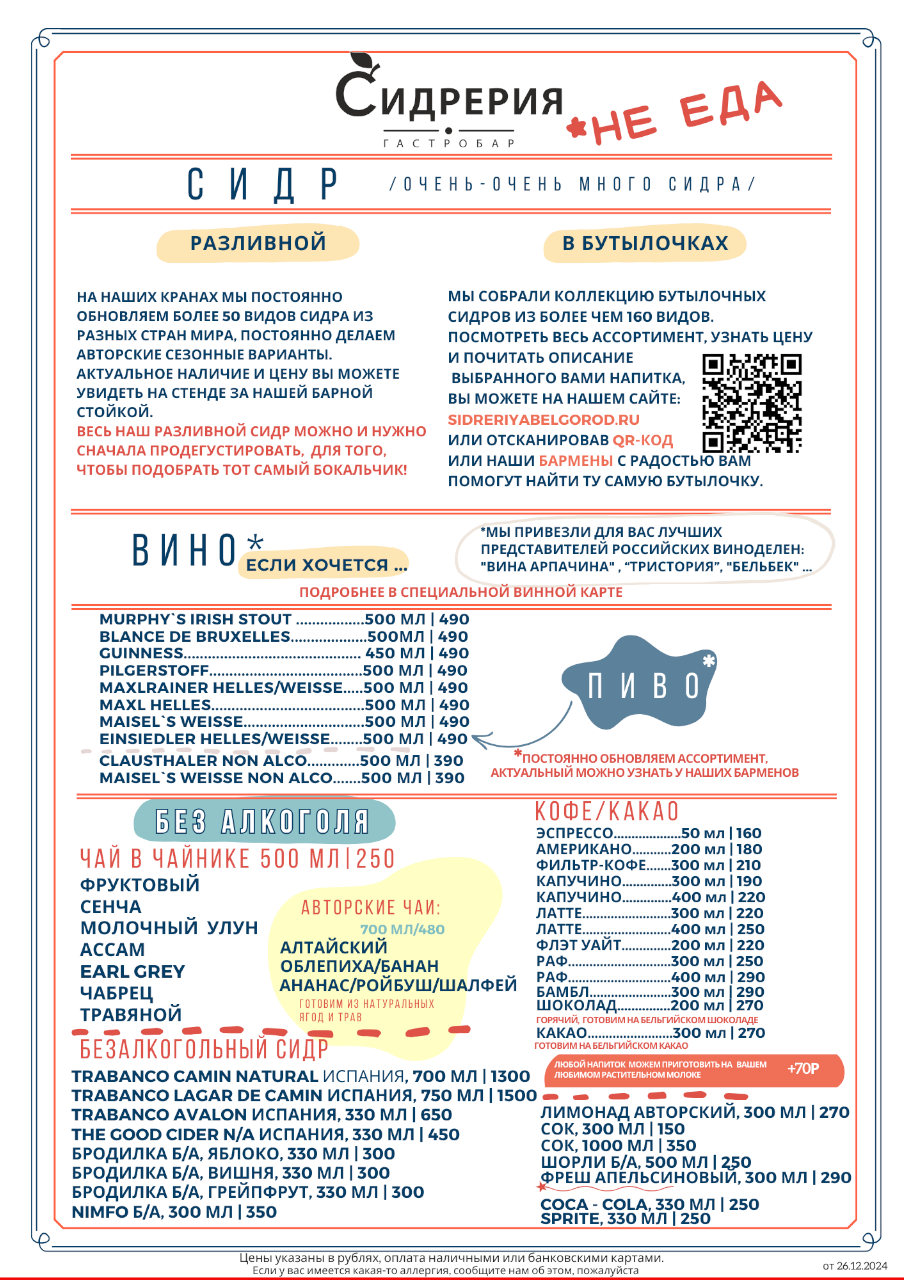 СИДРЕРИЯ
ГАСТРОБАР
*НЕ ЕДА
СИДР /ОЧЕНЬ-ОЧЕНЬ МНОГО СИДРА/
РАЗЛИВНОЙ
НА НАШИХ КРАНАХ МЫ ПОСТОЯННО
ОБНОВЛЯЕМ БОЛЕЕ 50 ВИДОВ СИДРА ИЗ
РАЗНЫХ СТРАН МИРА, ПОСТОЯННО ДЕЛАЕМ
АВТОРСКИЕ СЕЗОННЫЕ ВАРИАНТЫ.
АКТУАЛЬНОЕ НАЛИЧИЕ И ЦЕНУ ВЫ МОЖЕТЕ
УВИДЕТЬ НА СТЕНДЕ ЗА НАШЕЙ БАРНОЙ
СТОЙКОЙ.
ВЕСЬ НАШ РАЗЛИВНОЙ СИДР МОЖНО И НУЖНО
СНАЧАЛА ПРОДЕГУСТИРОВАТЬ, ДЛЯ ТОГО,
ЧТОБЫ ПОДОБРАТЬ ТОТ САМЫЙ БОКАЛЬЧИК!
В БУТЫЛОЧКАХ
МЫ СОБРАЛИ КОЛЛЕКЦИЮ БУТЫЛОЧНЫХ
СИДРОВ ИЗ БОЛЕЕ ЧЕМ 160 ВИДОВ.
ПОСМОТРЕТЬ ВЕСЬ АССОРТИМЕНТ, УЗНАТЬ ЦЕНУ
И ПОЧИТАТЬ ОПИСАНИЕ
ВЫБРАННОГО ВАМИ НАПИТКА,
ВЫ МОЖЕТЕ НА НАШЕМ САЙТЕ:
SIDRERIYABELGOROD.RU
ИЛИ ОТСКАНИРОВАВ QR-КОД
ИЛИ НАШИ БАРМЕНЫ С РАДОСТЬЮ ВАМ
ПОМОГУТ НАЙТИ ТУ САМУЮ БУТЫЛОЧКУ.
ВИНО*
ЕСЛИ ХОЧЕТСЯ ...
*МЫ ПРИВЕЗЛИ ДЛЯ ВАС ЛУЧШИХ
ПРЕДСТАВИТЕЛЕЙ РОССИЙСКИХ ВИНОДЕЛЕН:
"ВИНА АРПАЧИНА" , “ТРИСТОРИЯ”, "БЕЛЬБЕК" ...
ПОДРОБНЕЕ В СПЕЦИАЛЬНОЙ ВИННОЙ КАРТЕ
MURPHY`S IRISH STOUT .................500 МЛ | 490
BLANCE DE BRUXELLES...................500МЛ | 490
GUINNESS............................................ 450 МЛ | 490
PILGERSTOFF......................................500 МЛ | 490
MAXLRAINER HELLES/WEISSE.....500 МЛ | 490
MAXL HELLES......................................500 МЛ | 490
MAISEL`S WEISSE..............................500 МЛ | 490
EINSIEDLER HELLES/WEISSE........500 МЛ | 490
CLAUSTHALER NON ALCO.............500 МЛ | 390
MAISEL`S WEISSE NON ALCO.......500 МЛ | 390
ПИВО*
*ПОСТОЯННО ОБНОВЛЯЕМ АССОРТИМЕНТ,
АКТУАЛЬНЫЙ МОЖНО УЗНАТЬ У НАШИХ БАРМЕНОВ
БЕЗ АЛКОГОЛЯ
ЧАЙ В ЧАЙНИКЕ 500 МЛ|250
ФРУКТОВЫЙ
СЕНЧА
МОЛОЧНЫЙ УЛУН
АССАМ
EARL GREY
ЧАБРЕЦ
ТРАВЯНОЙ
АВТОРСКИЕ ЧАИ:
700 МЛ/480
АЛТАЙСКИЙ
ОБЛЕПИХА/БАНАН
АНАНАС/РОЙБУШ/ШАЛФЕЙ
ГОТОВИМ ИЗ НАТУРАЛЬНЫХ
ЯГОД И ТРАВ
БЕЗАЛКОГОЛЬНЫЙ СИДР
TRABANCO CAMIN NATURAL ИСПАНИЯ, 700 МЛ | 1300
TRABANCO LAGAR DE CAMIN ИСПАНИЯ, 750 МЛ | 1500
TRABANCO AVALON ИСПАНИЯ, 330 МЛ | 650
THE GOOD CIDER N/A ИСПАНИЯ, 330 МЛ | 450
БРОДИЛКА Б/А, ЯБЛОКО, 330 МЛ | 300
БРОДИЛКА Б/А, ВИШНЯ, 330 МЛ | 300
БРОДИЛКА Б/А, ГРЕЙПФРУТ, 330 МЛ | 300
NIMFO Б/А, 300 МЛ | 350
КОФЕ/КАКАО
ЭСПРЕССО...................50 мл | 160
АМЕРИКАНО...........200 мл | 180
ФИЛЬТР-КОФЕ.......300 мл | 210
КАПУЧИНО..............300 мл | 190
КАПУЧИНО..............400 мл | 220
ЛАТТЕ.........................300 мл | 220
ЛАТТЕ.........................400 мл | 250
ФЛЭТ УАЙТ..............200 мл | 220
РАФ.............................300 мл | 250
РАФ.............................400 мл | 290
БАМБЛ.......................300 мл | 290
ШОКОЛАД...............200 мл | 270
ГОРЯЧИЙ, ГОТОВИМ НА БЕЛЬГИЙСКОМ ШОКОЛАДЕ
КАКАО........................300 мл | 270
ГОТОВИМ НА БЕЛЬГИЙСКОМ КАКАО
ЛЮБОЙ НАПИТОК МОЖЕМ ПРИГОТОВИТЬ НА ВАШЕМ
ЛЮБИМОМ РАСТИТЕЛЬНОМ МОЛОКЕ
+70Р
ЛИМОНАД АВТОРСКИЙ, 300 МЛ | 270
СОК, 300 МЛ | 150
СОК, 1000 МЛ | 350
ШОРЛИ Б/А, 500 МЛ | 250
ФРЕШ АПЕЛЬСИНОВЫЙ, 300 МЛ | 290
COCA - COLA, 330 МЛ | 250
SPRITE, 330 МЛ | 250
Цены указаны в рублях, оплата наличными или банковскими картами.
Если у вас имеется какая-то аллергия, сообщите нам об этом, пожалуйста
от 26.12.2024